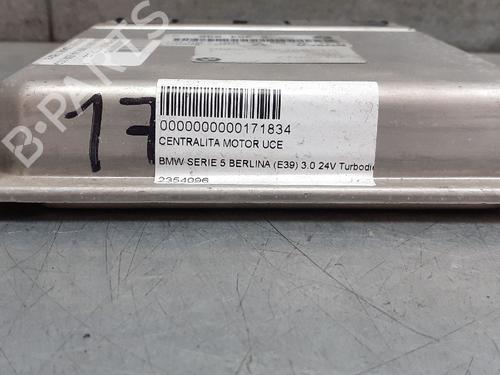 B-PARTS
17
0000000000171834
CENTRALITA MOTOR UCE
BMW SERIE 5 BERLINA (E39) 3.0 24V Turbodi
2354096